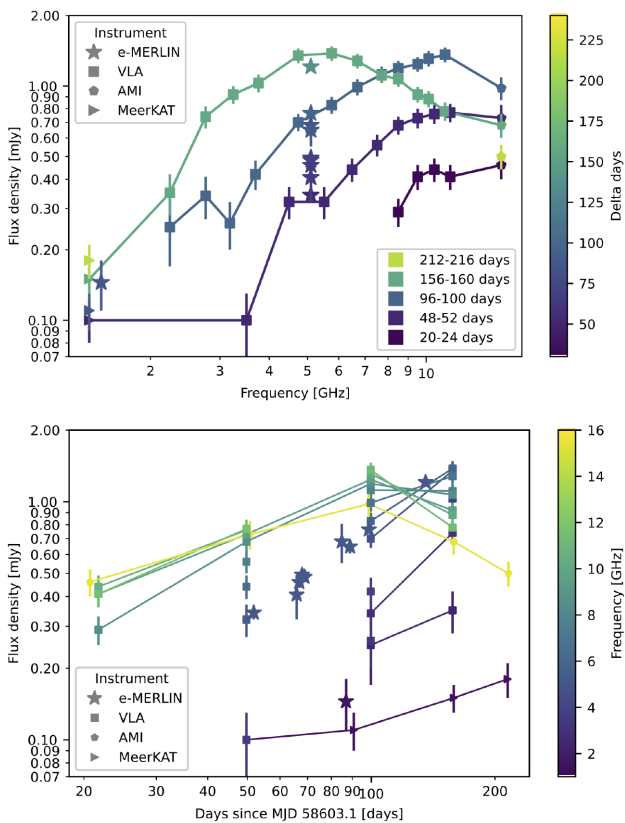 Instrument
e-MERLIN
VLA
AMI
MeerKAT
2.00
1.00
0.90
0.80
0.70
0.60
0.50
0.40
0.30
0.20
0.10
0.09
0.08
0.07
Flux density [mJy]
212-216 days
156-160 days
96-100 days
48-52 days
20-24 days
2 3 4 5 6 7 8 9 10
Frequency [GHz]
225
200
175
150
125
100
75
50
Delta days
2.00
1.00
0.90
0.80
0.70
0.60
0.50
0.40
0.30
0.20
0.10
0.09
0.08
0.07
Flux density [mJy]
Instrument
e-MERLIN
VLA
AMI
MeerKAT
20 30 40 50 60 70 80 90 100 200
Days since MJD 58603.1 [days]
16
14
12
10
8
6
4
2
Frequency [GHz]